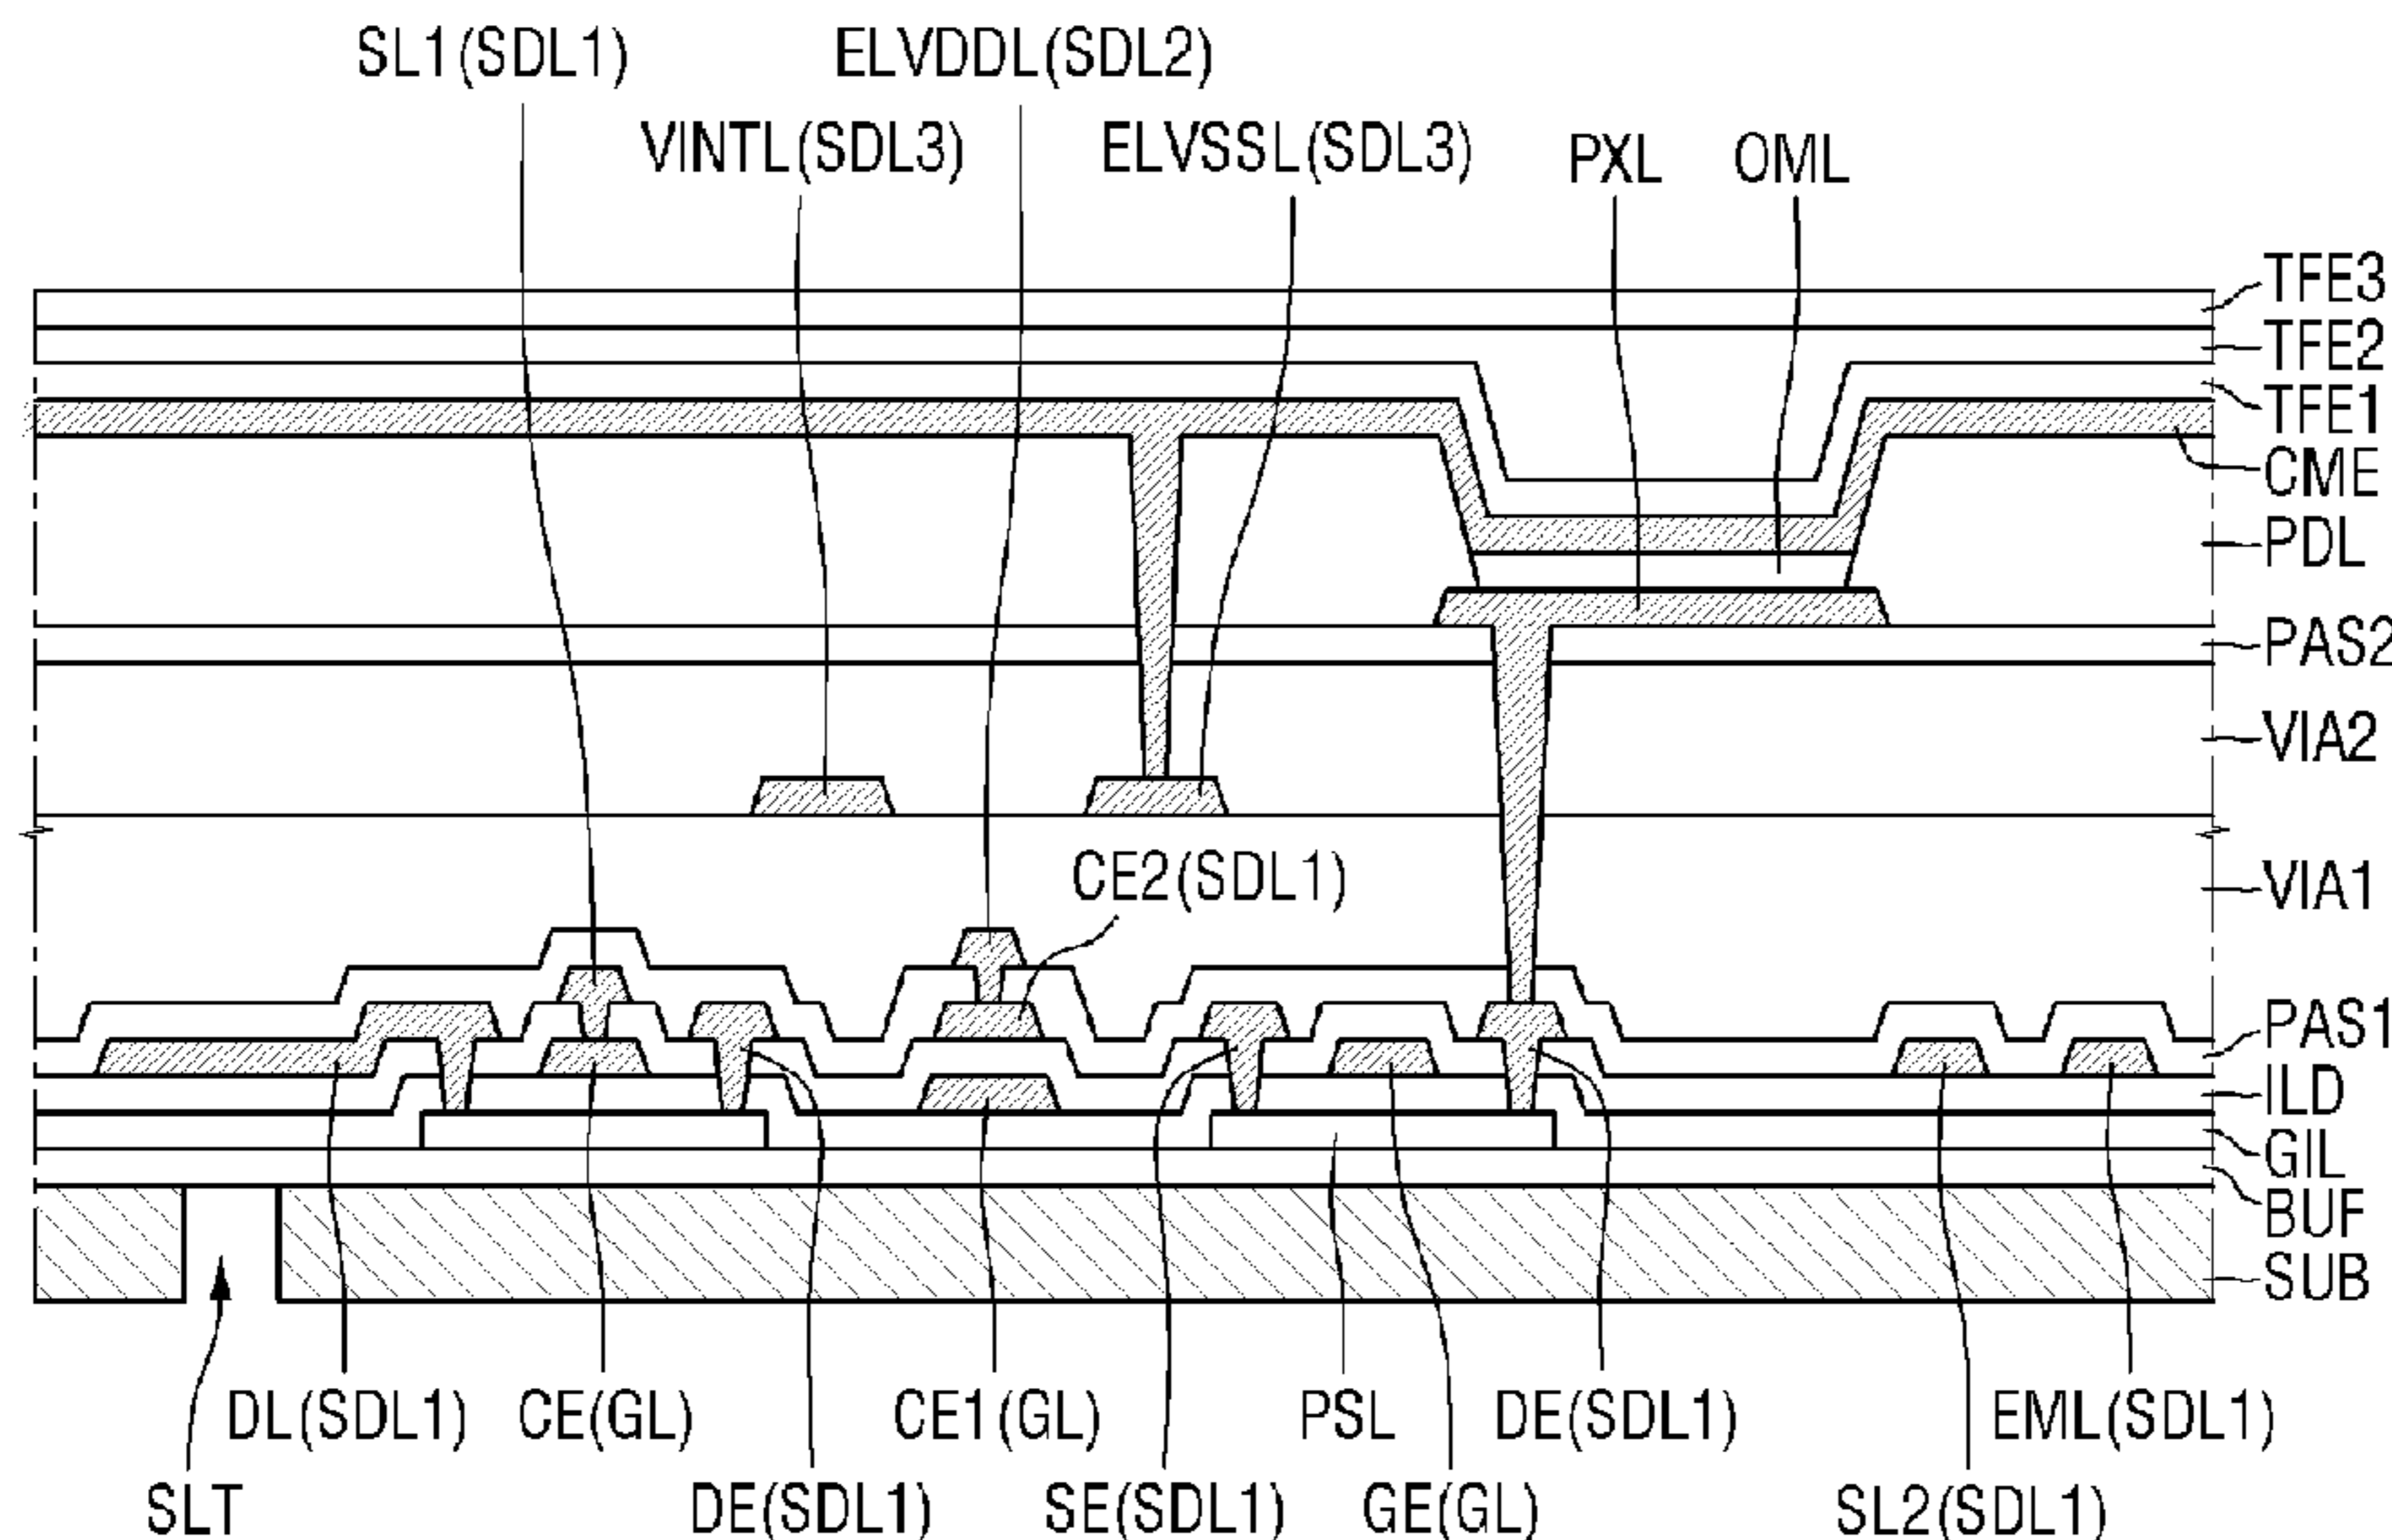 SL1(SDL1)
ELVDDL(SDL2)
VINTL(SDL3)
ELVSSL(SDL3)
PXL
OML
TFE3
TFE2
TFE1
CME
PDL
PAS2
VIA2
CE2(SDL1)
VIA1
PAS1
ILD
GIL
BUF
SUB
DL(SDL1)
CE(GL)
CE1(GL)
PSL
DE(SDL1)
EML(SDL1)
SLT
DE(SDL1)
SE(SDL1)
GE(GL)
SL2(SDL1)